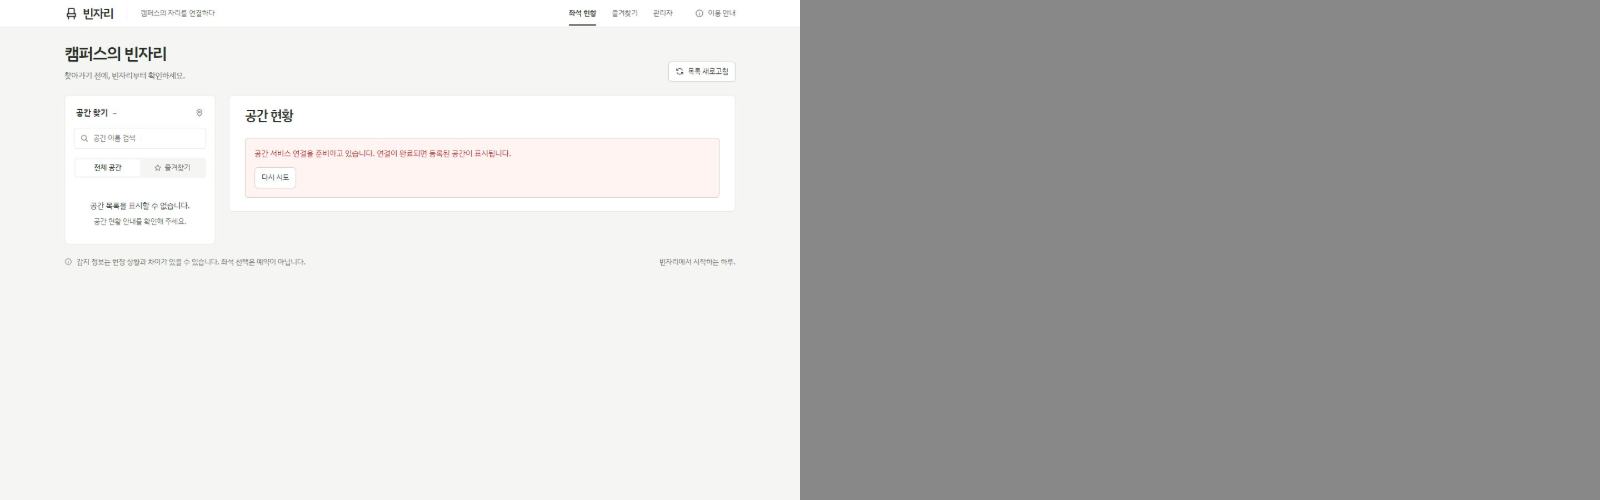 빈자리
캠퍼스의 자리를 연결하다
좌석 현황
즐겨찾기
관리자
이용 안내
캠퍼스의 빈자리
찾아가기 전에, 빈자리부터 확인하세요.
목록 새로고침
공간 찾기 –
공간 이름 검색
전체 공간
즐겨찾기
공간 목록을 표시할 수 없습니다.
공간 현황 안내를 확인해 주세요.
공간 현황
공간 서비스 연결을 준비하고 있습니다. 연결이 완료되면 등록된 공간이 표시됩니다.
다시 시도
감지 정보는 현장 상황과 차이가 있을 수 있습니다. 좌석 선택은 예약이 아닙니다.
빈자리에서 시작하는 하루.